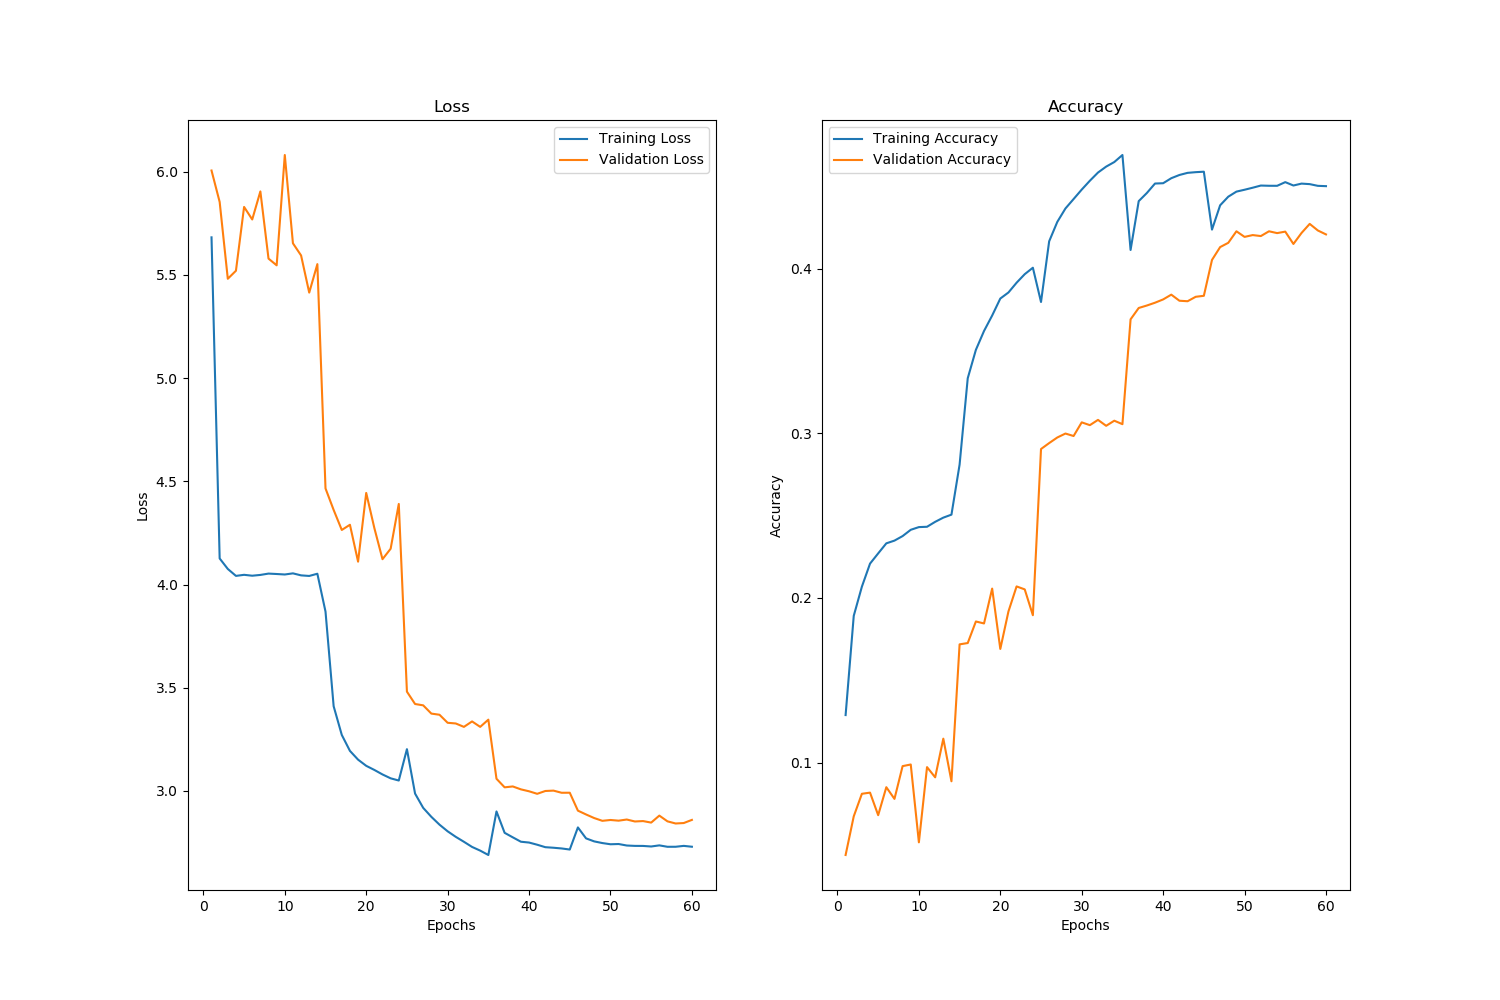 Loss
Training Loss
Validation Loss
6.0
5.5
5.0
4.5
4.0
3.5
3.0
Loss
0 10 20 30 40 50 60
Epochs
Accuracy
Training Accuracy
Validation Accuracy
0.4
0.3
0.2
0.1
Accuracy
0 10 20 30 40 50 60
Epochs